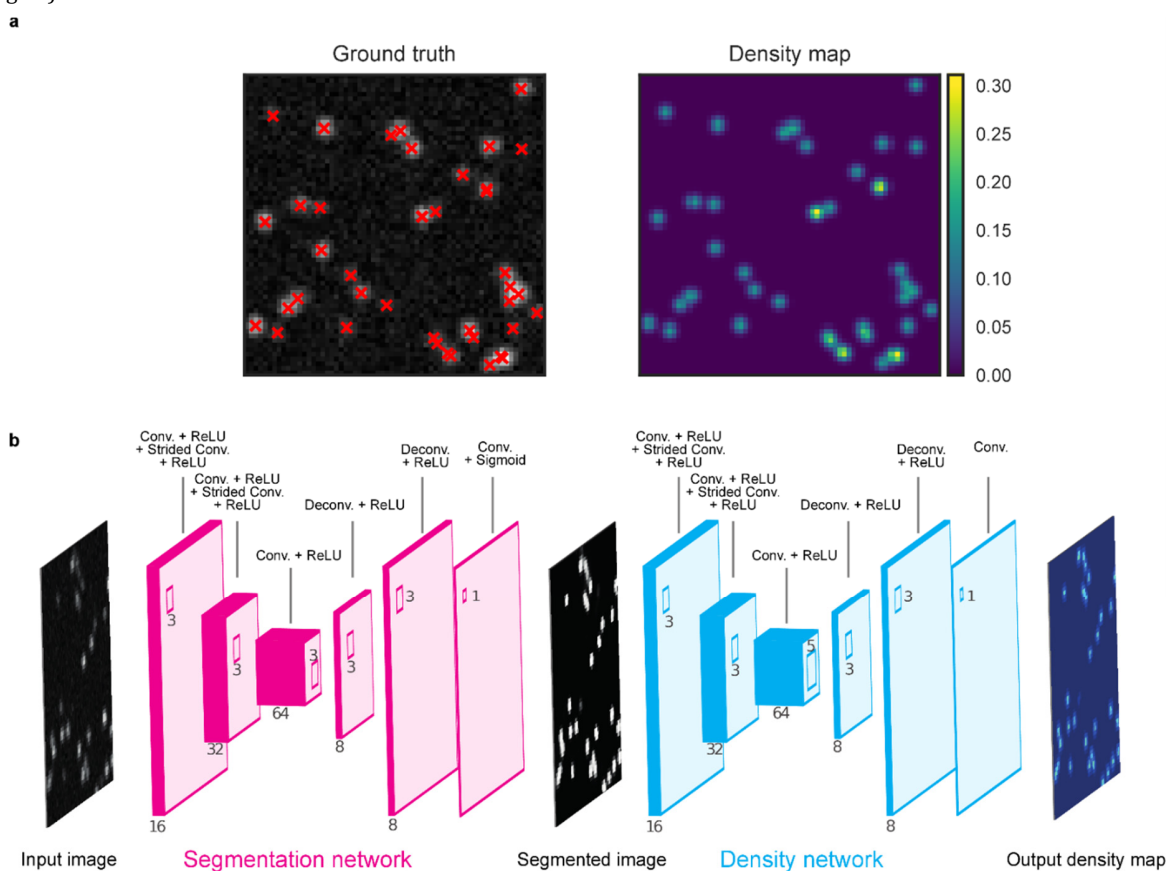 a
Ground truth
Density map
0.30
0.25
0.20
0.15
0.10
0.05
0.00
b
Conv. + ReLU
+ Strided Conv.
+ ReLU
Conv. + ReLU
+ Strided Conv.
+ ReLU
Conv. + ReLU
Deconv. + ReLU
Deconv.
+ ReLU
Conv.
+ Sigmoid
Conv. + ReLU
+ Strided Conv.
+ ReLU
Conv. + ReLU
+ Strided Conv.
+ ReLU
Conv. + ReLU
Deconv. + ReLU
Deconv.
+ ReLU
Conv.
3
3
3
3
3
1
3
3
5
3
3
1
16
32
64
8
8
16
32
64
8
8
Input image
Segmentation network
Segmented image
Density network
Output density map